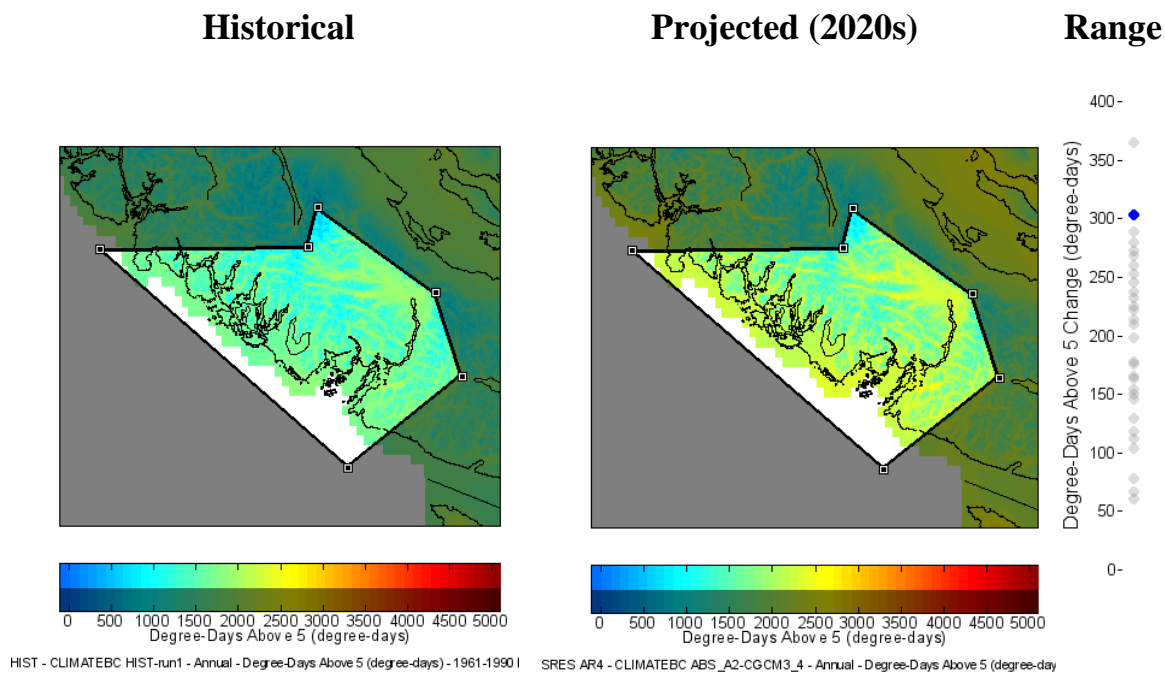 Historical
Projected (2020s)
Range
0 500 1000 1500 2000 2500 3000 3500 4000 4500 5000
Degree-Days Above 5 (degree-days)
HIST - CLIMATEBC HIST-run1 - Annual - Degree-Days Above 5 (degree-days) - 1961-1990
0 500 1000 1500 2000 2500 3000 3500 4000 4500 5000
Degree-Days Above 5 (degree-days)
SRES AR4 - CLIMATEBC ABS_A2-CGCM3_4 - Annual - Degree-Days Above 5 (degree-day
Degree-Days Above 5 Change (degree-days)
400-
350-
300-
250-
200-
150-
100-
50-
0-